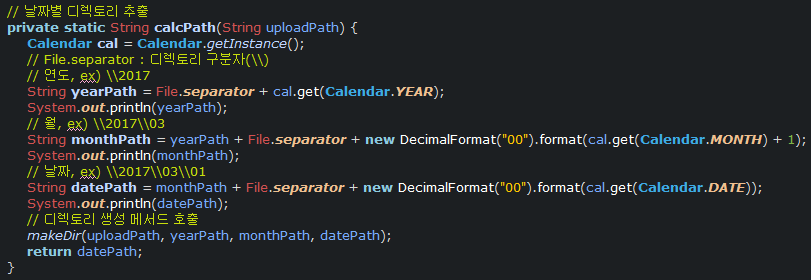 // 날짜별 디렉토리 추출
private static String calcPath(String uploadPath) {
Calendar cal = Calendar.getInstance();
// File.separator : 디렉토리 구분자(\\)
// 연도, ex) \\2017
String yearPath = File.separator + cal.get(Calendar.YEAR);
System.out.println(yearPath);
// 월, ex) \\2017\\03
String monthPath = yearPath + File.separator + new DecimalFormat("00").format(cal.get(Calendar.MONTH) + 1);
System.out.println(monthPath);
// 날짜, ex) \\2017\\03\\01
String datePath = monthPath + File.separator + new DecimalFormat("00").format(cal.get(Calendar.DATE));
System.out.println(datePath);
// 디렉토리 생성 메서드 호출
makeDir(uploadPath, yearPath, monthPath, datePath);
return datePath;
}